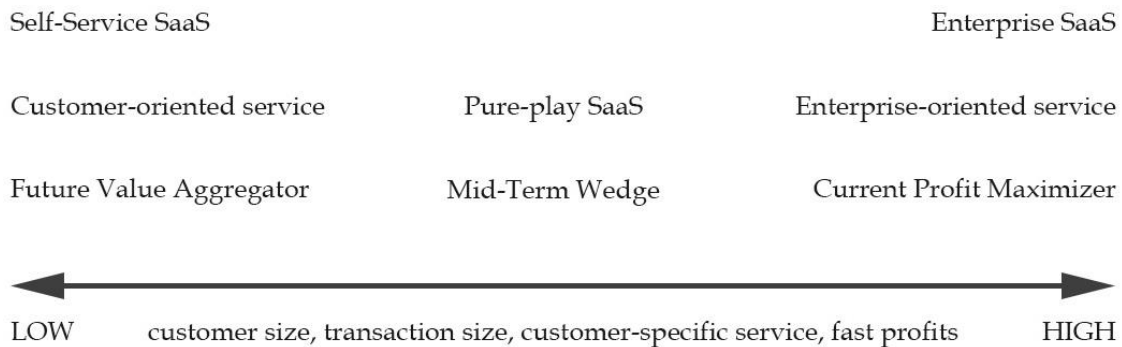 Self-Service SaaS Enterprise SaaS
Customer-oriented service Pure-play SaaS Enterprise-oriented service
Future Value Aggregator Mid-Term Wedge Current Profit Maximizer
LOW customer size, transaction size, customer-specific service, fast profits HIGH